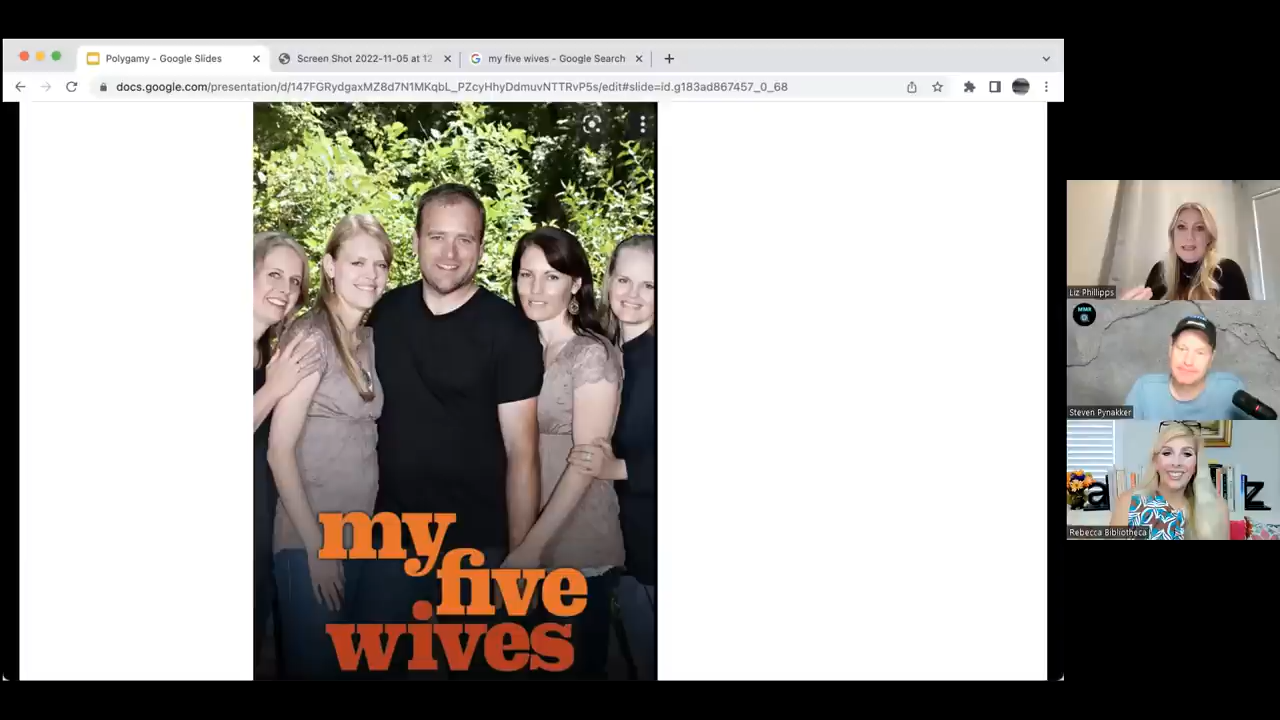 Polygamy - Google Slides
Screen Shot 2022-11-05 at 12
my five wives - Google Search
docs.google.com/presentation/d/147FGRydgaxMZ8d7N1MKqbL_PZcyHhyDdmuvNTTRvP5s/edit#slide=id.g183ad867457_0_68
my
five
wives
Liz Phillipps
MMR
Steven Pynakker
a
z
Rebecca Bibliotheca